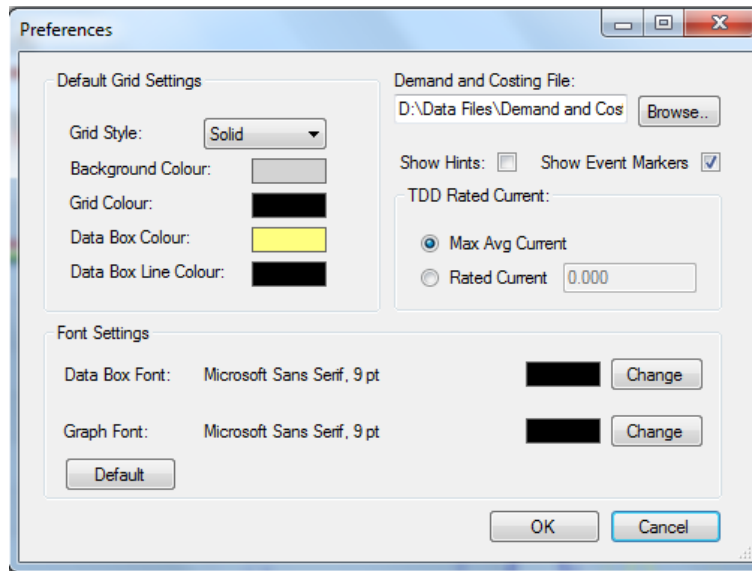 Preferences
Default Grid Settings
Grid Style: Solid
Background Colour:
Grid Colour:
Data Box Colour:
Data Box Line Colour:
Demand and Costing File:
D:\Data Files\Demand and Cos Browse..
Show Hints: Show Event Markers
TDD Rated Current:
Max Avg Current
Rated Current 0.000
Font Settings
Data Box Font: Microsoft Sans Serif, 9 pt Change
Graph Font: Microsoft Sans Serif, 9 pt Change
Default
OK Cancel